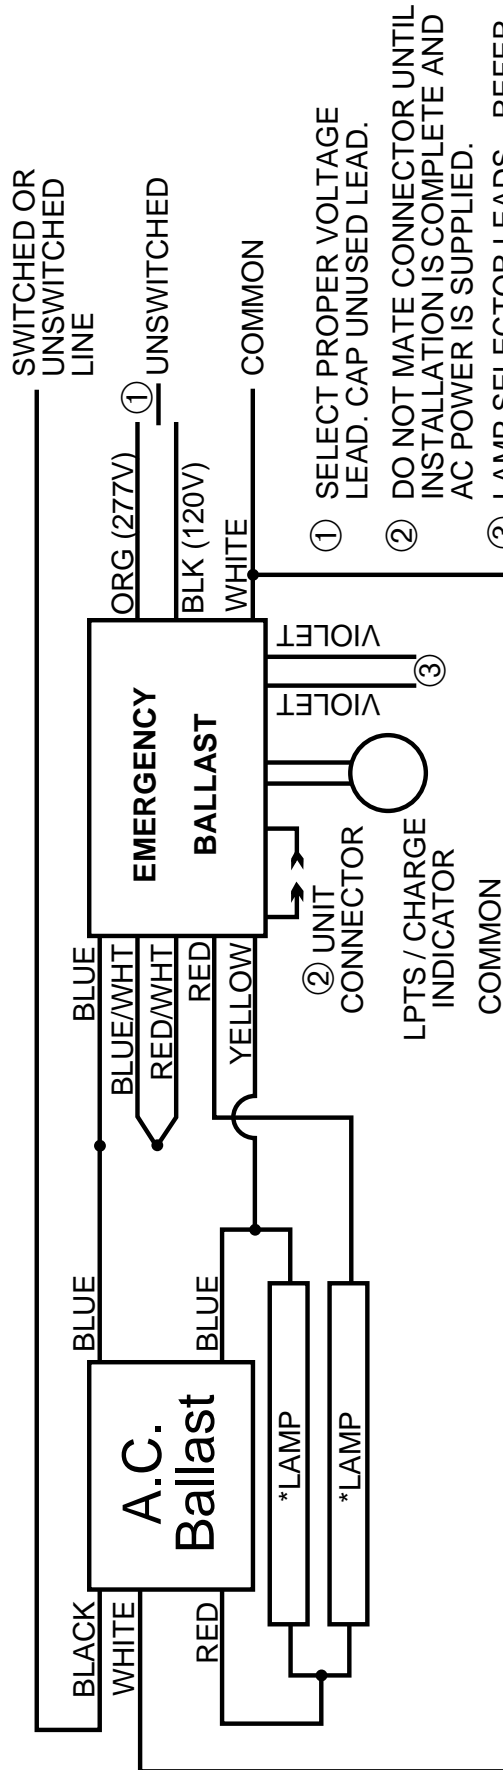 SWITCHED OR
UNSWITCHED
LINE
BLACK
WHITE
RED
A.C.
Ballast
BLUE
BLUE
*LAMP
*LAMP
BLUE
BLUE/WHT
RED/WHT
RED
YELLOW
EMERGENCY
BALLAST
ORG (277V)
BLK (120V)
WHITE
① UNSWITCHED
COMMON
② UNIT
CONNECTOR
LPTS / CHARGE
INDICATOR
VIOLET
VIOLET
③
COMMON
① SELECT PROPER VOLTAGE
LEAD. CAP UNUSED LEAD.
② DO NOT MATE CONNECTOR UNTIL
INSTALLATION IS COMPLETE AND
AC POWER IS SUPPLIED.
③ LAMP SELECTOR LEADS REFER